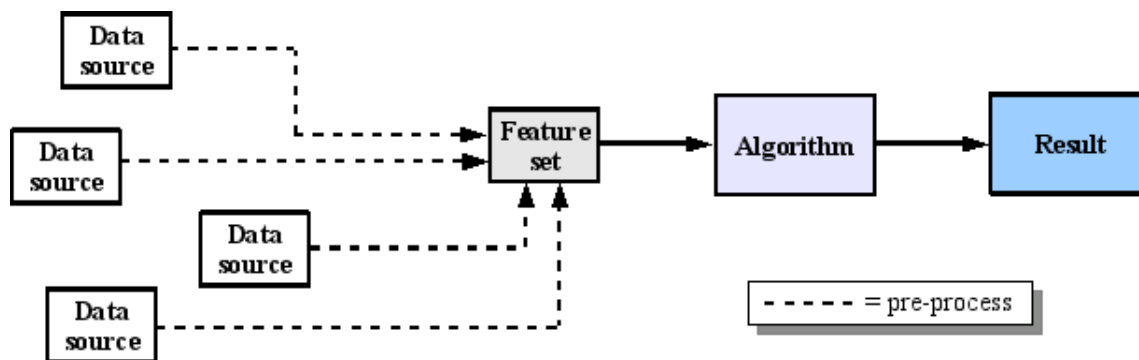 Data
source
Data
source
Data
source
Data
source
Feature
set
Algorithm
Result
= pre-process